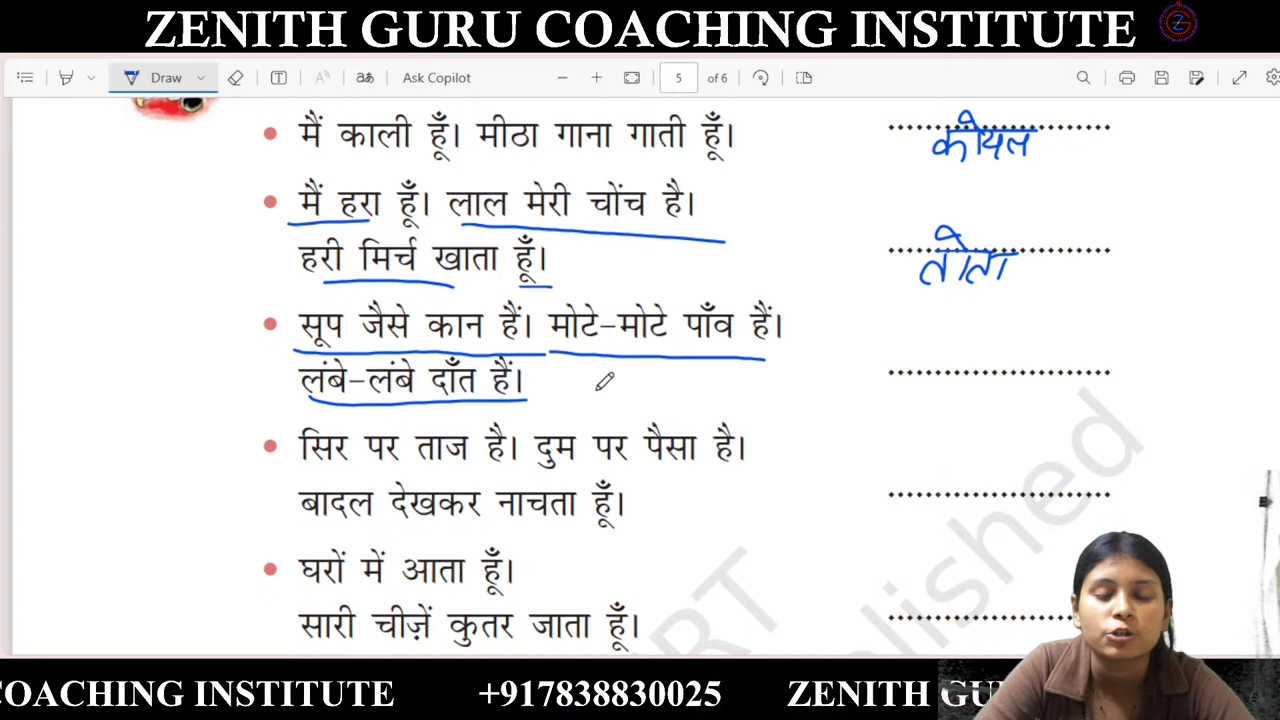 ZENITH GURU COACHING INSTITUTE
Draw
Ask Copilot
5 of 6
मैं काली हूँ। मीठा गाना गाती हूँ।
कोयल
मैं हरा हूँ। लाल मेरी चोंच है।
हरी मिर्च खाता हूँ।
तोता
सूप जैसे कान हैं। मोटे-मोटे पाँव हैं।
लंबे-लंबे दाँत हैं।
सिर पर ताज है। दुम पर पैसा है।
बादल देखकर नाचता हूँ।
घरों में आता हूँ।
सारी चीज़ें कुतर जाता हूँ।
COACHING INSTITUTE +917838830025 ZENITH